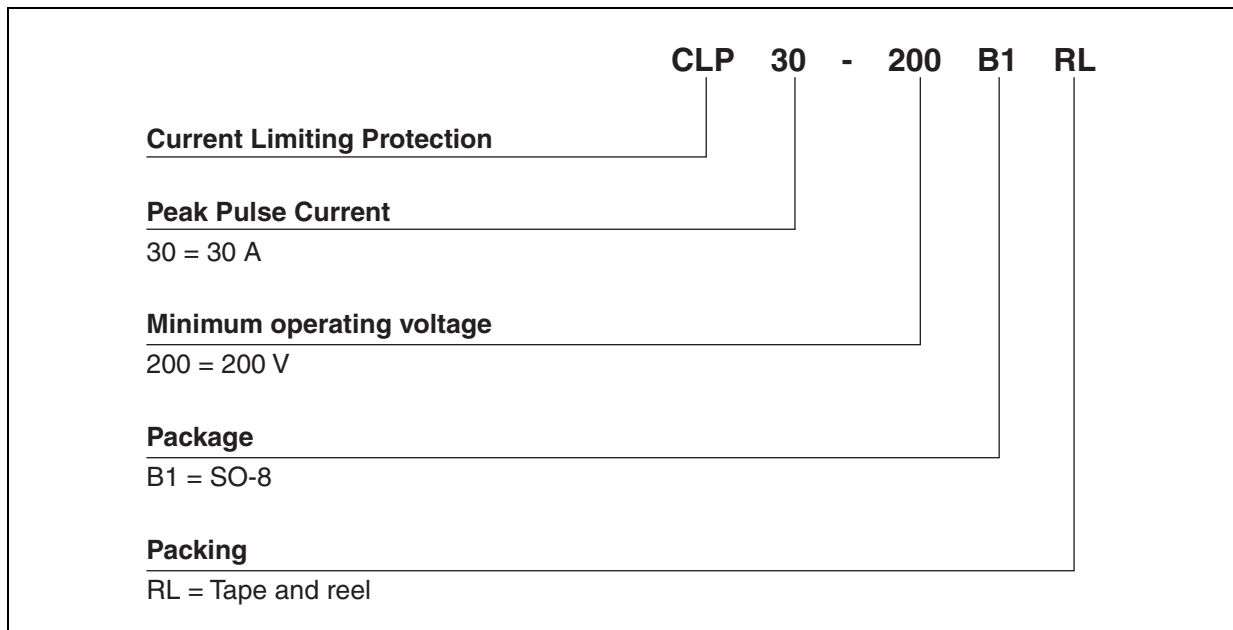 CLP 30 - 200 B1 RL
Current Limiting Protection
Peak Pulse Current
30 = 30 A
Minimum operating voltage
200 = 200 V
Package
B1 = SO-8
Packing
RL = Tape and reel